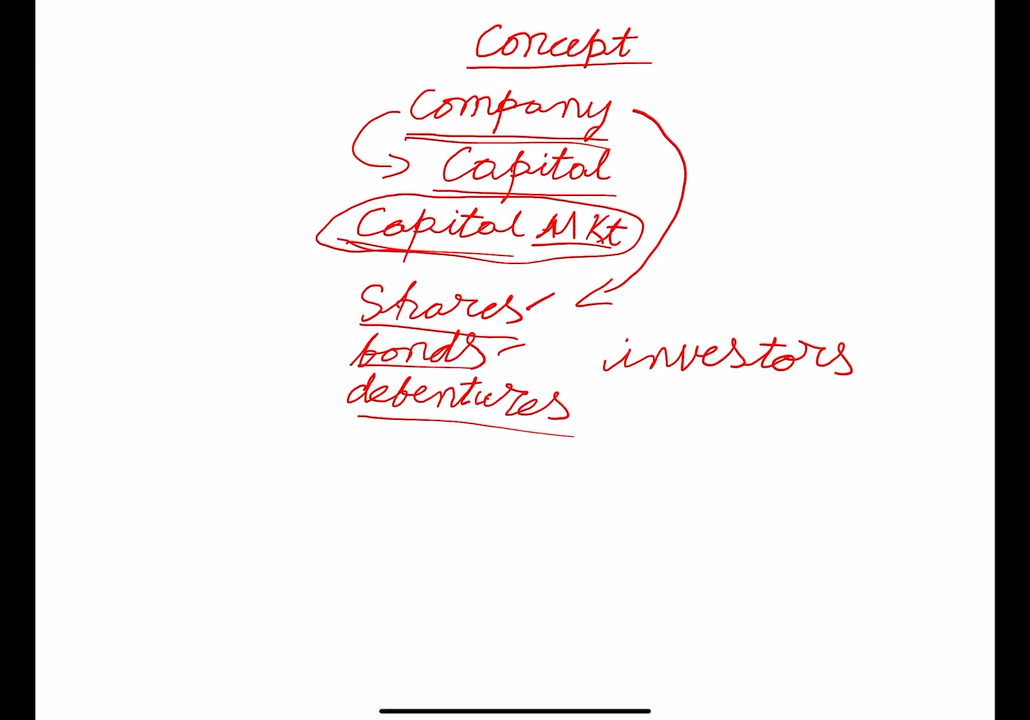 Concept
Company
Capital
Capital MKt
Shares
bonds
investors
debentures